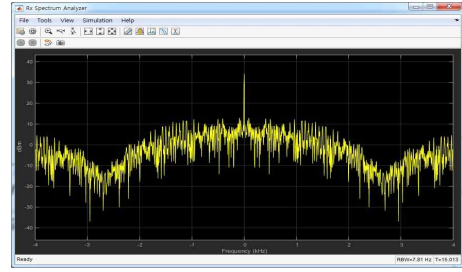 Rx Spectrum Analyzer
File Tools View Simulation Help
40
30
20
10
0
-10
-20
-30
-40
dBm
-4 -3 -2 -1 0 1 2 3 4
Frequency (kHz)
Ready RBW=7.81 Hz T=15.013